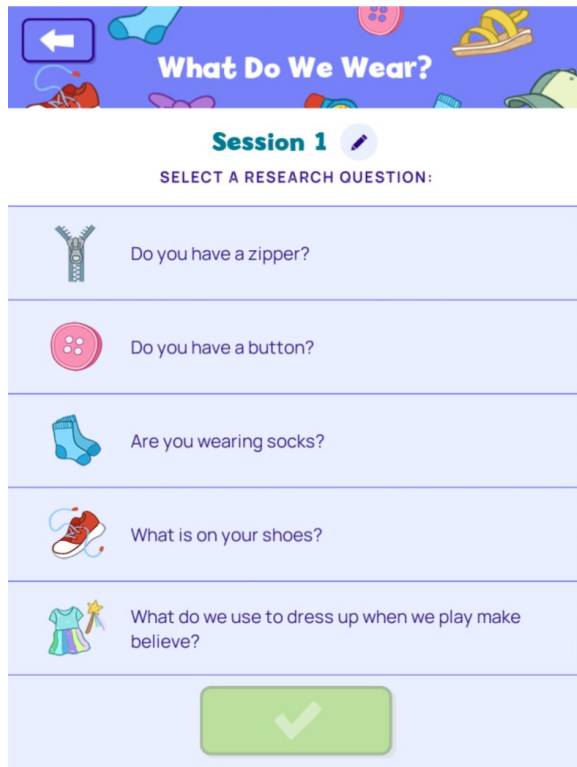 What Do We Wear?
Session 1
SELECT A RESEARCH QUESTION:
Do you have a zipper?
Do you have a button?
Are you wearing socks?
What is on your shoes?
What do we use to dress up when we play make
believe?